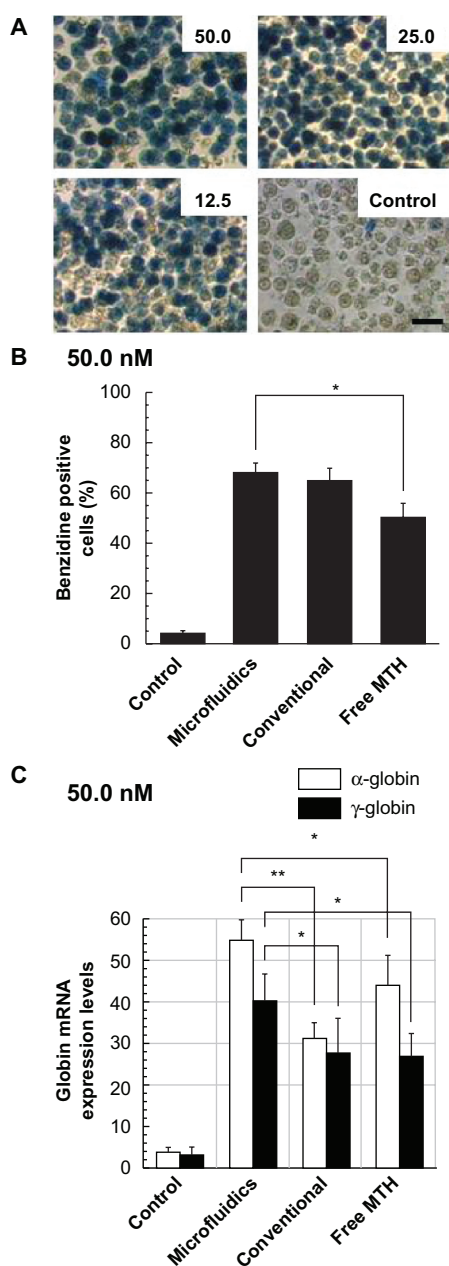 A
50.0
25.0
12.5
Control
B
50.0 nM
*
100
80
60
40
20
0
Benzidine positive
cells (%)
Control
Microfluidics
Conventional
Free MTH
C
50.0 nM
α-globin
γ-globin
*
**
*
*
60
50
40
30
20
10
0
Globin mRNA
expression levels
Control
Microfluidics
Conventional
Free MTH